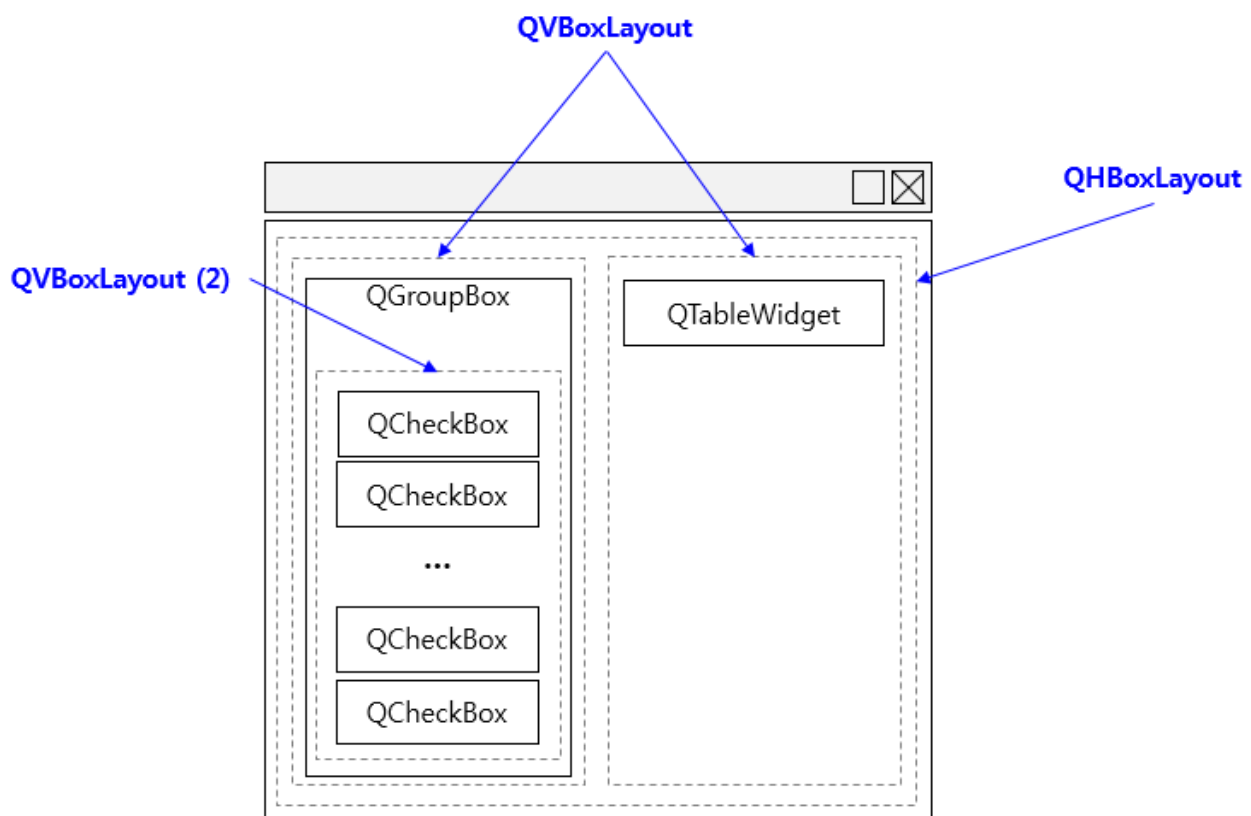 QVBoxLayout
QHBoxLayout
QVBoxLayout (2)
QGroupBox
QTableWidget
QCheckBox
QCheckBox
...
QCheckBox
QCheckBox